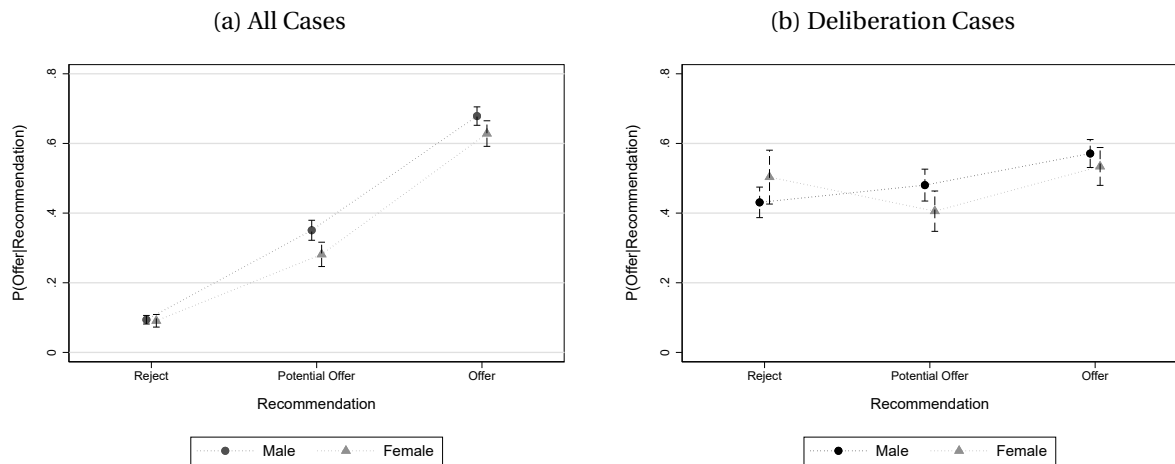 (a) All Cases
P(Offer|Recommendation)
.8
.6
.4
.2
0
Reject
Potential Offer
Offer
Recommendation
Male
Female
(b) Deliberation Cases
P(Offer|Recommendation)
.8
.6
.4
.2
0
Reject
Potential Offer
Offer
Recommendation
Male
Female